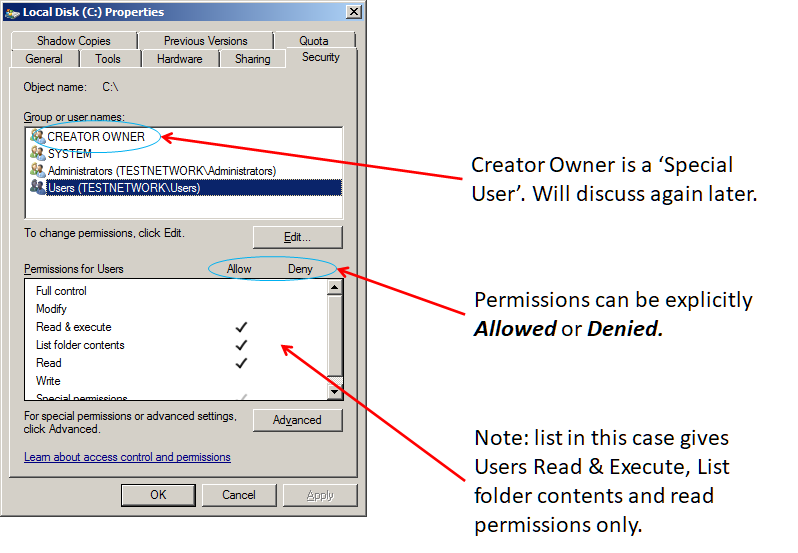 Local Disk (C:) Properties
Shadow Copies Previous Versions Quota
General Tools Hardware Sharing Security
Object name: C:\
Group or user names:
CREATOR OWNER
SYSTEM
Administrators (TESTNETWORK\Administrators)
Users (TESTNETWORK\Users)
To change permissions, click Edit.
Edit...
Permissions for Users Allow Deny
Full control
Modify
Read & execute
List folder contents
Read
Write
Special permissions
For special permissions or advanced settings,
click Advanced.
Advanced
Learn about access control and permissions
OK Cancel Apply
Creator Owner is a ‘Special
User’. Will discuss again later.
Permissions can be explicitly
Allowed or Denied.
Note: list in this case gives
Users Read & Execute, List
folder contents and read
permissions only.